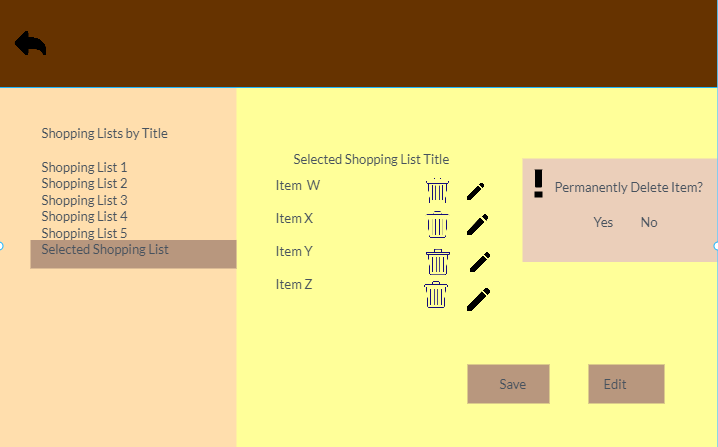 Shopping Lists by Title
Shopping List 1
Shopping List 2
Shopping List 3
Shopping List 4
Shopping List 5
Selected Shopping List
Selected Shopping List Title
Item W
Item X
Item Y
Item Z
! Permanently Delete Item?
Yes No
Save Edit